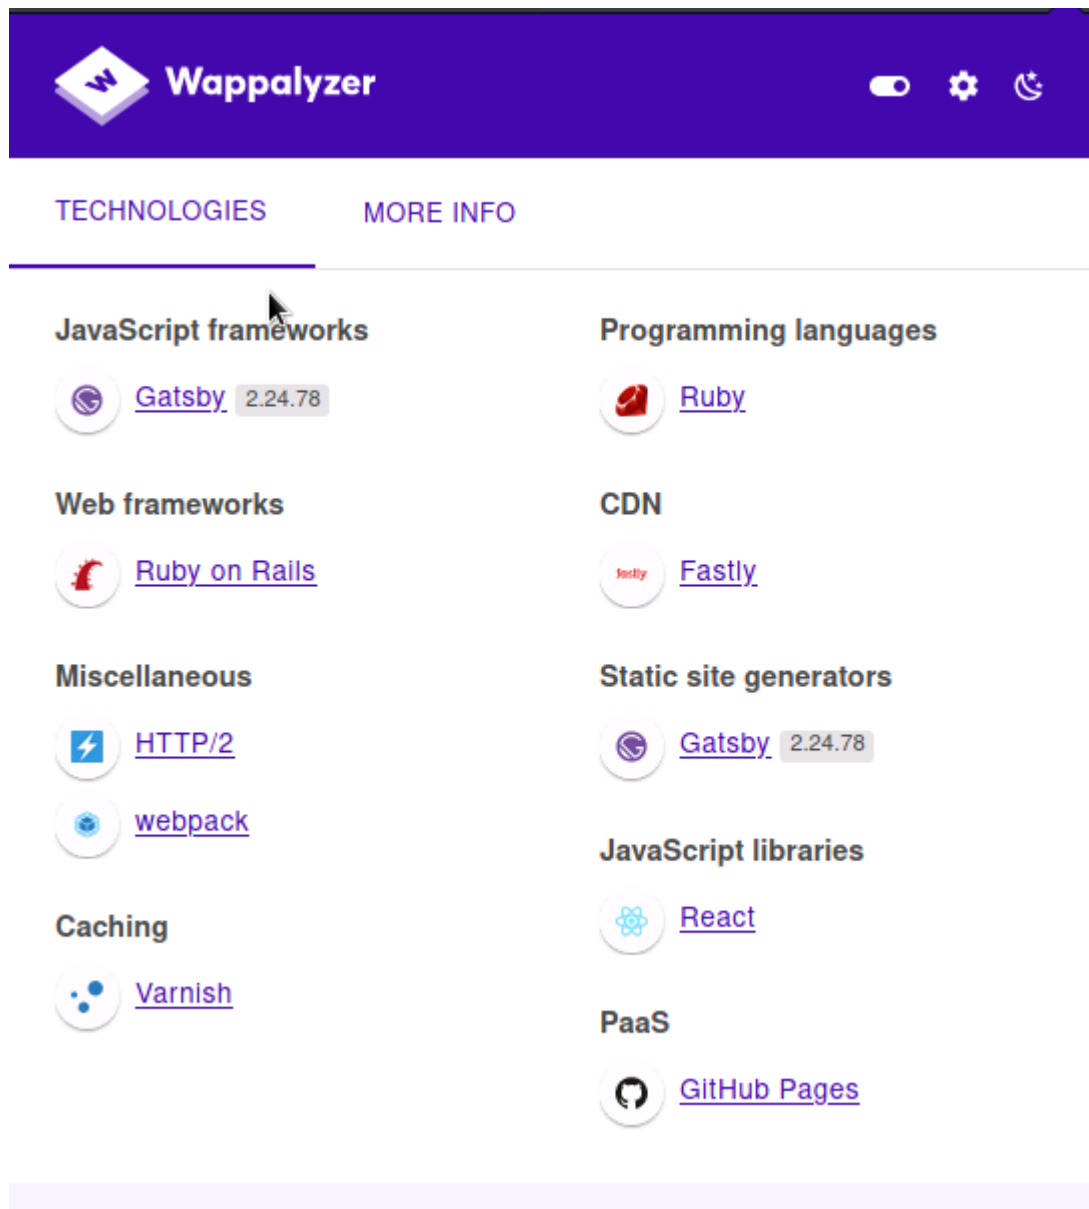 Wappalyzer
TECHNOLOGIES
MORE INFO
JavaScript frameworks
Gatsby 2.24.78
Web frameworks
Ruby on Rails
Miscellaneous
HTTP/2
webpack
Caching
Varnish
Programming languages
Ruby
CDN
fastly
Fastly
Static site generators
Gatsby 2.24.78
JavaScript libraries
React
PaaS
GitHub Pages